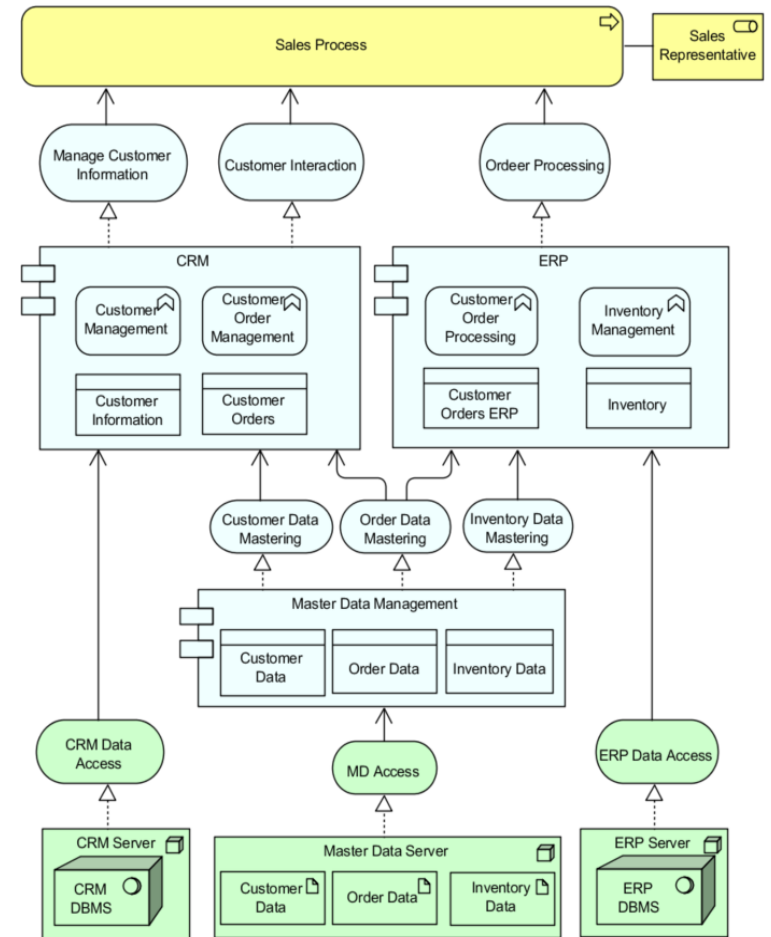 Sales Process
Sales
Representative
Manage Customer
Information
Customer Interaction
Ordeer Processing
CRM
ERP
Customer
Management
Customer
Order
Management
Customer
Order
Processing
Inventory
Management
Customer
Information
Customer
Orders
Customer
Orders ERP
Inventory
Customer Data
Mastering
Order Data
Mastering
Inventory Data
Mastering
Master Data Management
Customer
Data
Order Data
Inventory Data
CRM Data
Access
MD Access
ERP Data Access
CRM Server
Master Data Server
ERP Server
CRM
DBMS
Customer
Data
Order Data
Inventory
Data
ERP
DBMS